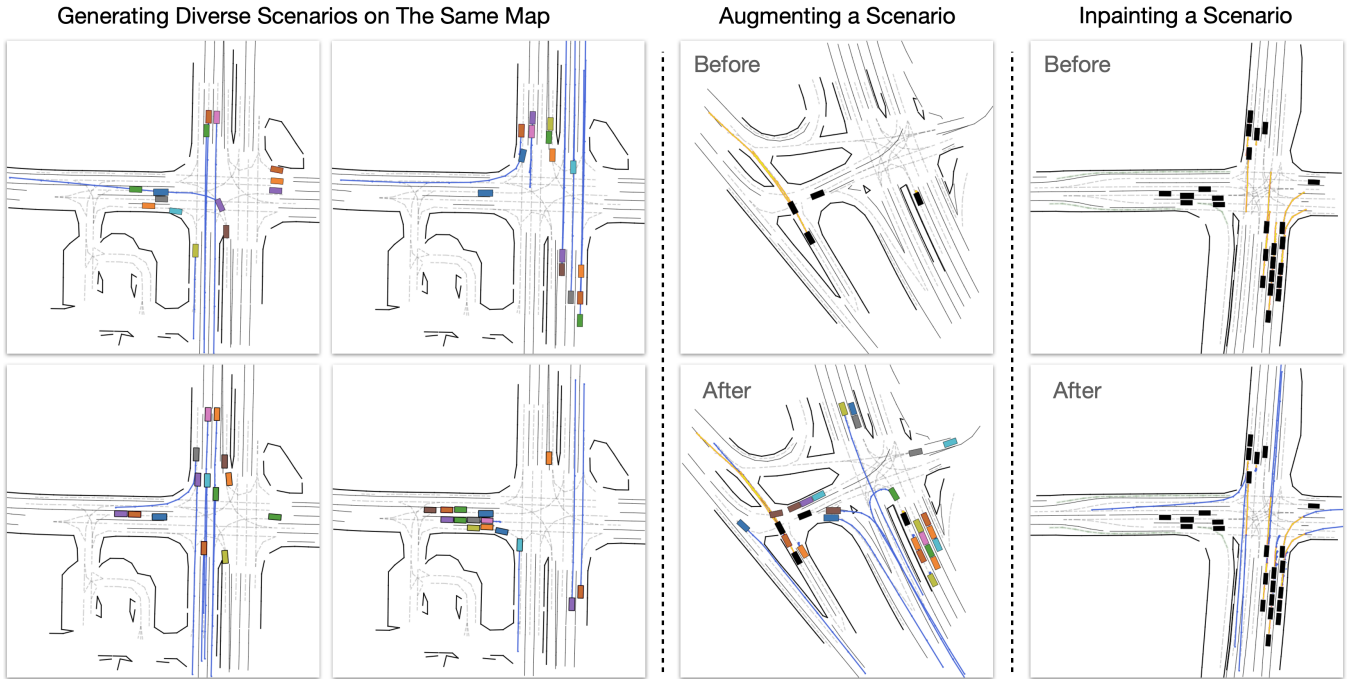 Generating Diverse Scenarios on The Same Map
Augmenting a Scenario
Inpainting a Scenario
Before
Before
After
After